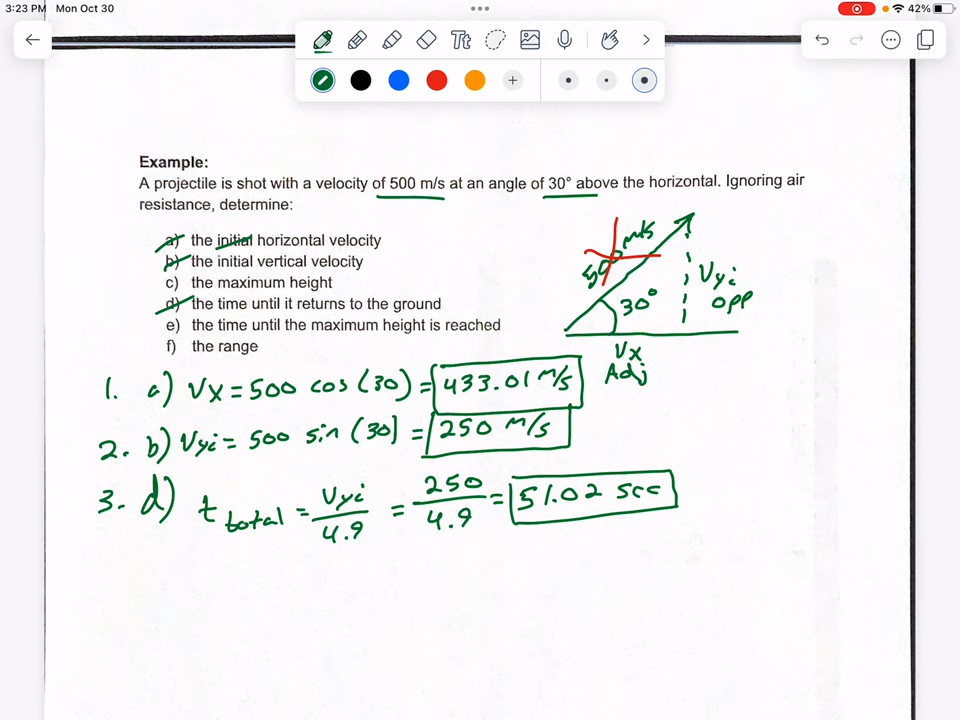 3:23 PM Mon Oct 30
42%
Tt
Example:
A projectile is shot with a velocity of 500 m/s at an angle of 30° above the horizontal. Ignoring air
resistance, determine:
a) the initial horizontal velocity
b) the initial vertical velocity
c) the maximum height
d) the time until it returns to the ground
e) the time until the maximum height is reached
f) the range
500 m/s
30°
Vyi
opp
Vx
Adj
1. a) Vx = 500 cos (30) = 433.01 m/s
2. b) Vyi = 500 sin (30) = 250 m/s
3. d) t total = Vyi/4.9 = 250/4.9 = 51.02 sec